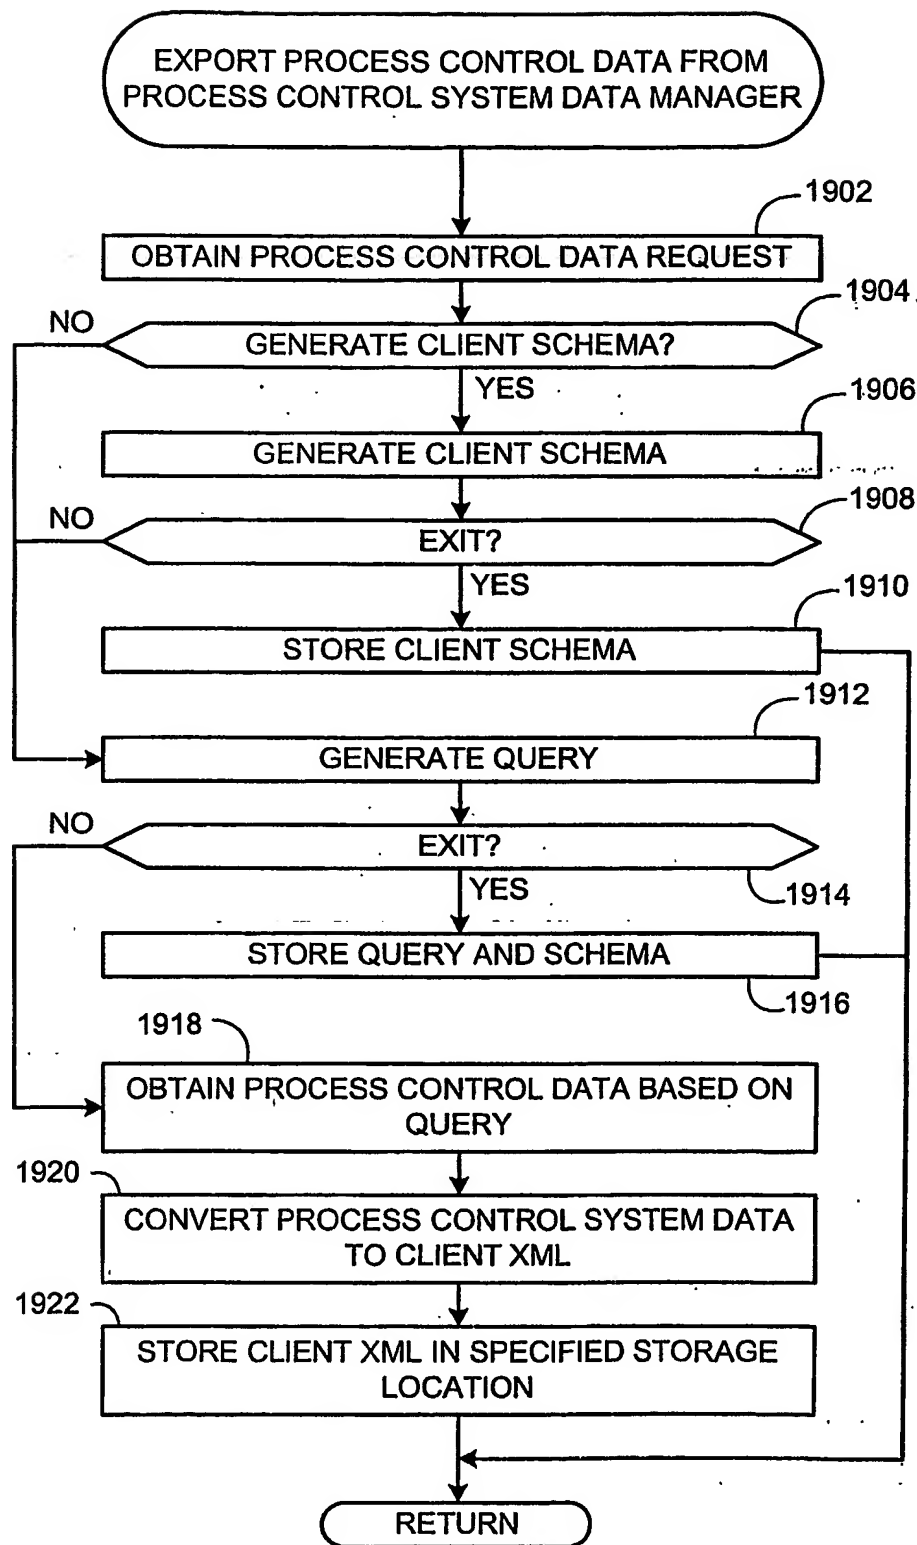 EXPORT PROCESS CONTROL DATA FROM
PROCESS CONTROL SYSTEM DATA MANAGER
1902
OBTAIN PROCESS CONTROL DATA REQUEST
1904
NO
GENERATE CLIENT SCHEMA?
YES
1906
GENERATE CLIENT SCHEMA
1908
NO
EXIT?
YES
1910
STORE CLIENT SCHEMA
1912
GENERATE QUERY
NO
EXIT?
YES
1914
STORE QUERY AND SCHEMA
1916
1918
OBTAIN PROCESS CONTROL DATA BASED ON
QUERY
1920
CONVERT PROCESS CONTROL SYSTEM DATA
TO CLIENT XML
1922
STORE CLIENT XML IN SPECIFIED STORAGE
LOCATION
RETURN